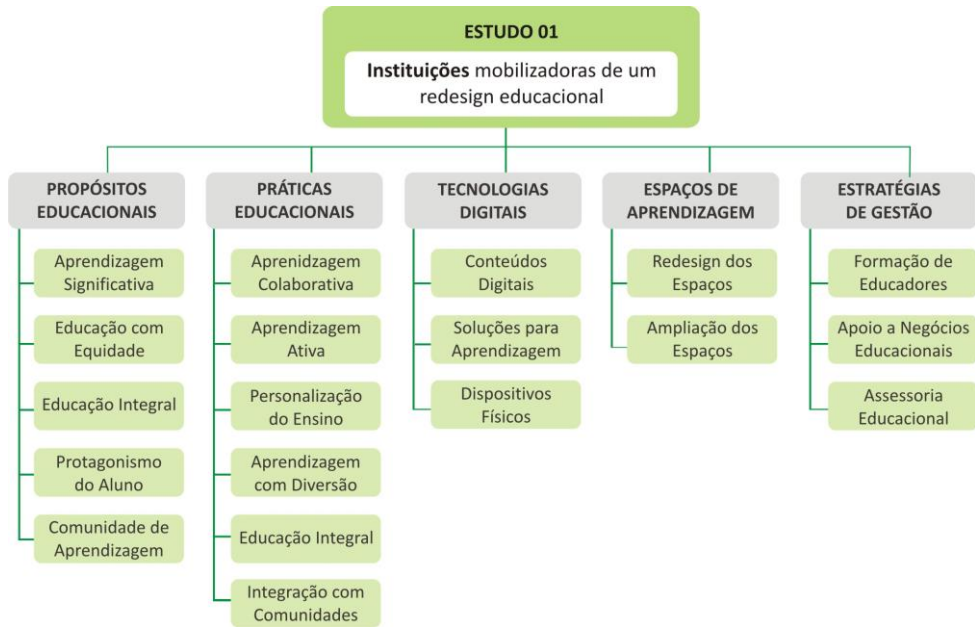 ESTUDO 01
Instituições mobilizadoras de um
redesign educacional
PROPÓSITOS
EDUCACIONAIS
Aprendizagem
Significativa
Educação com
Equidade
Educação Integral
Protagonismo
do Aluno
Comunidade de
Aprendizagem
PRÁTICAS
EDUCACIONAIS
Aprenidzagem
Colaborativa
Aprendizagem
Ativa
Personalização
do Ensino
Aprendizagem
com Diversão
Educação Integral
Integração com
Comunidades
TECNOLOGIAS
DIGITAIS
Conteúdos
Digitais
Soluções para
Aprendizagem
Dispositivos
Físicos
ESPAÇOS DE
APRENDIZAGEM
Redesign dos
Espaços
Ampliação dos
Espaços
ESTRATÉGIAS
DE GESTÃO
Formação de
Educadores
Apoio a Negócios
Educacionais
Assessoria
Educacional